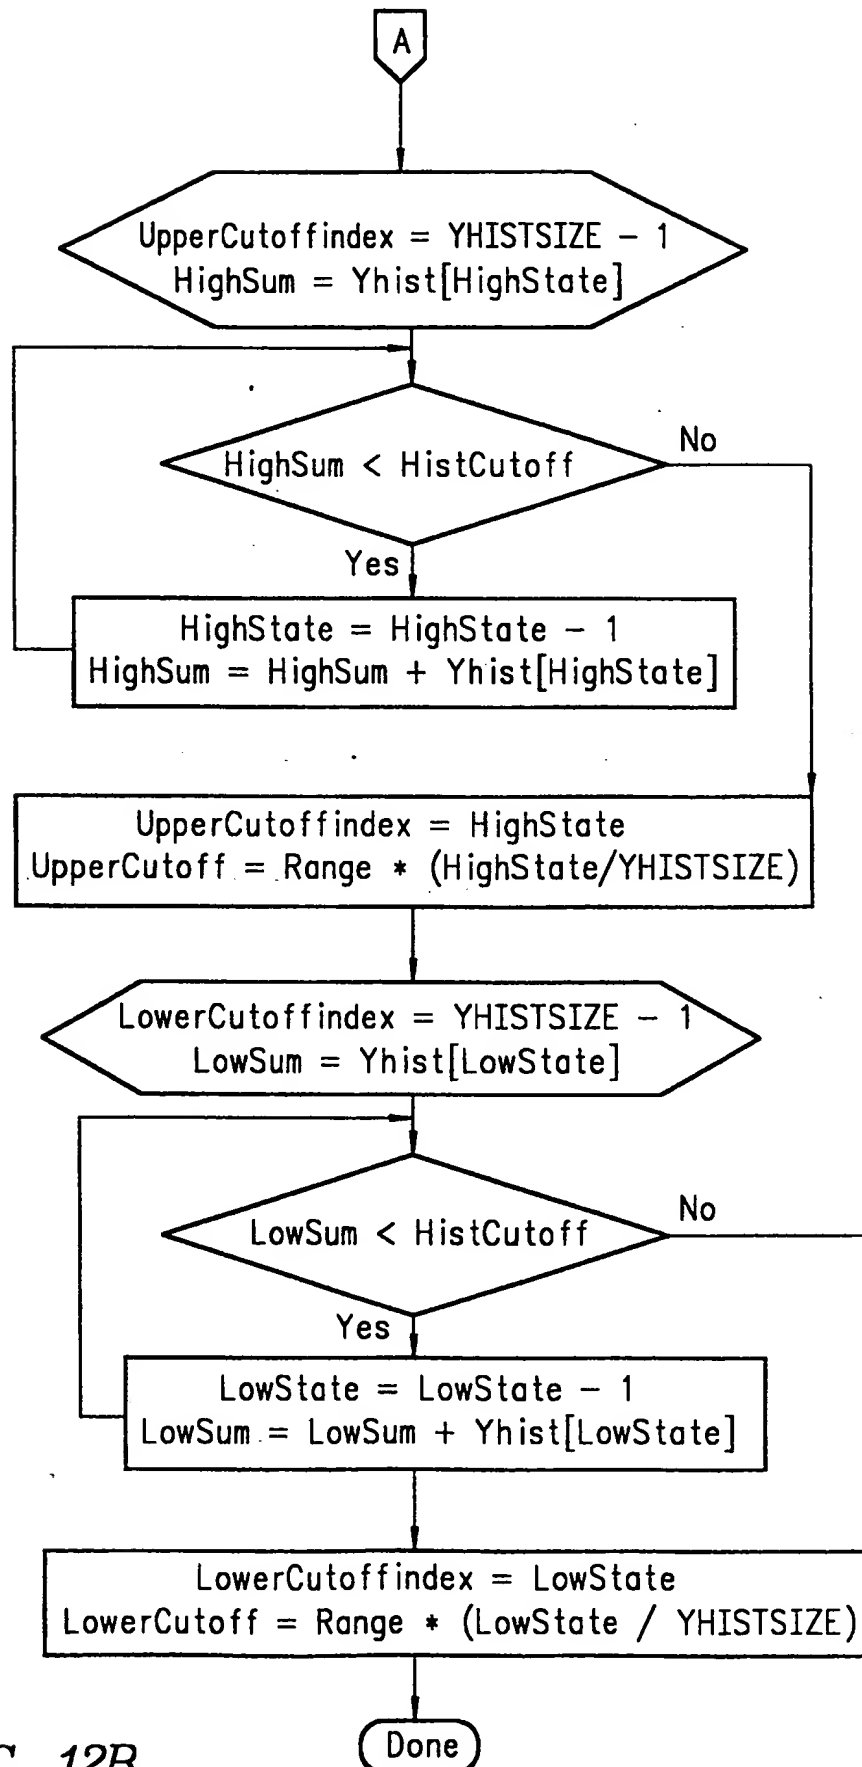 A
UpperCutoffindex = YHISTSIZE - 1
HighSum = Yhist[HighState]
HighSum < HistCutoff
No
Yes
HighState = HighState - 1
HighSum = HighSum + Yhist[HighState]
UpperCutoffindex = HighState
UpperCutoff = Range * (HighState/YHISTSIZE)
LowerCutoffindex = YHISTSIZE - 1
LowSum = Yhist[LowState]
LowSum < HistCutoff
No
Yes
LowState = LowState - 1
LowSum = LowSum + Yhist[LowState]
LowerCutoffindex = LowState
LowerCutoff = Range * (LowState / YHISTSIZE)
Done
12B